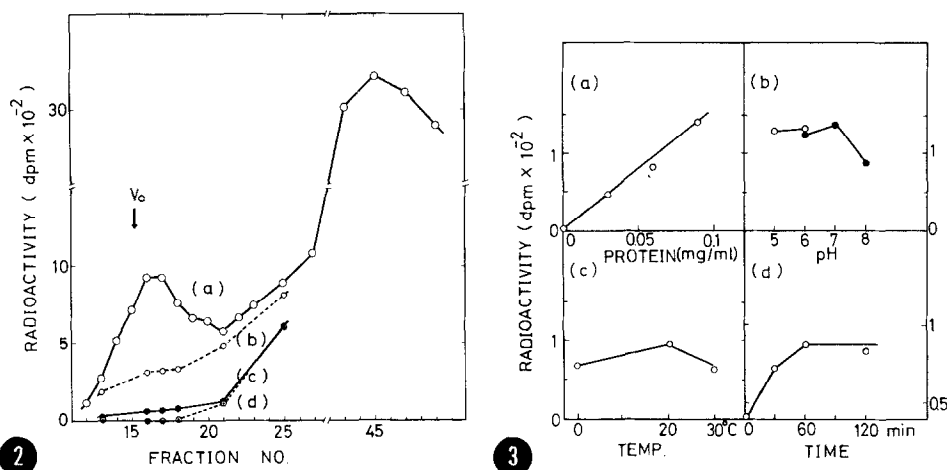 30
RADIOACTIVITY ( dpm × 10⁻² )
V₀
10
5
0
(a)
(b)
(c)
(d)
15 21 25 45
FRACTION NO.
2
RADIOACTIVITY ( dpm × 10⁻² )
(a)
1
0
0 0.05 0.1
PROTEIN(mg/ml)
(b)
1
0
5 6 7 8
pH
(c)
1
0
0 20 30°C
TEMP.
(d)
1
0.5
0 60 120 min
TIME
3